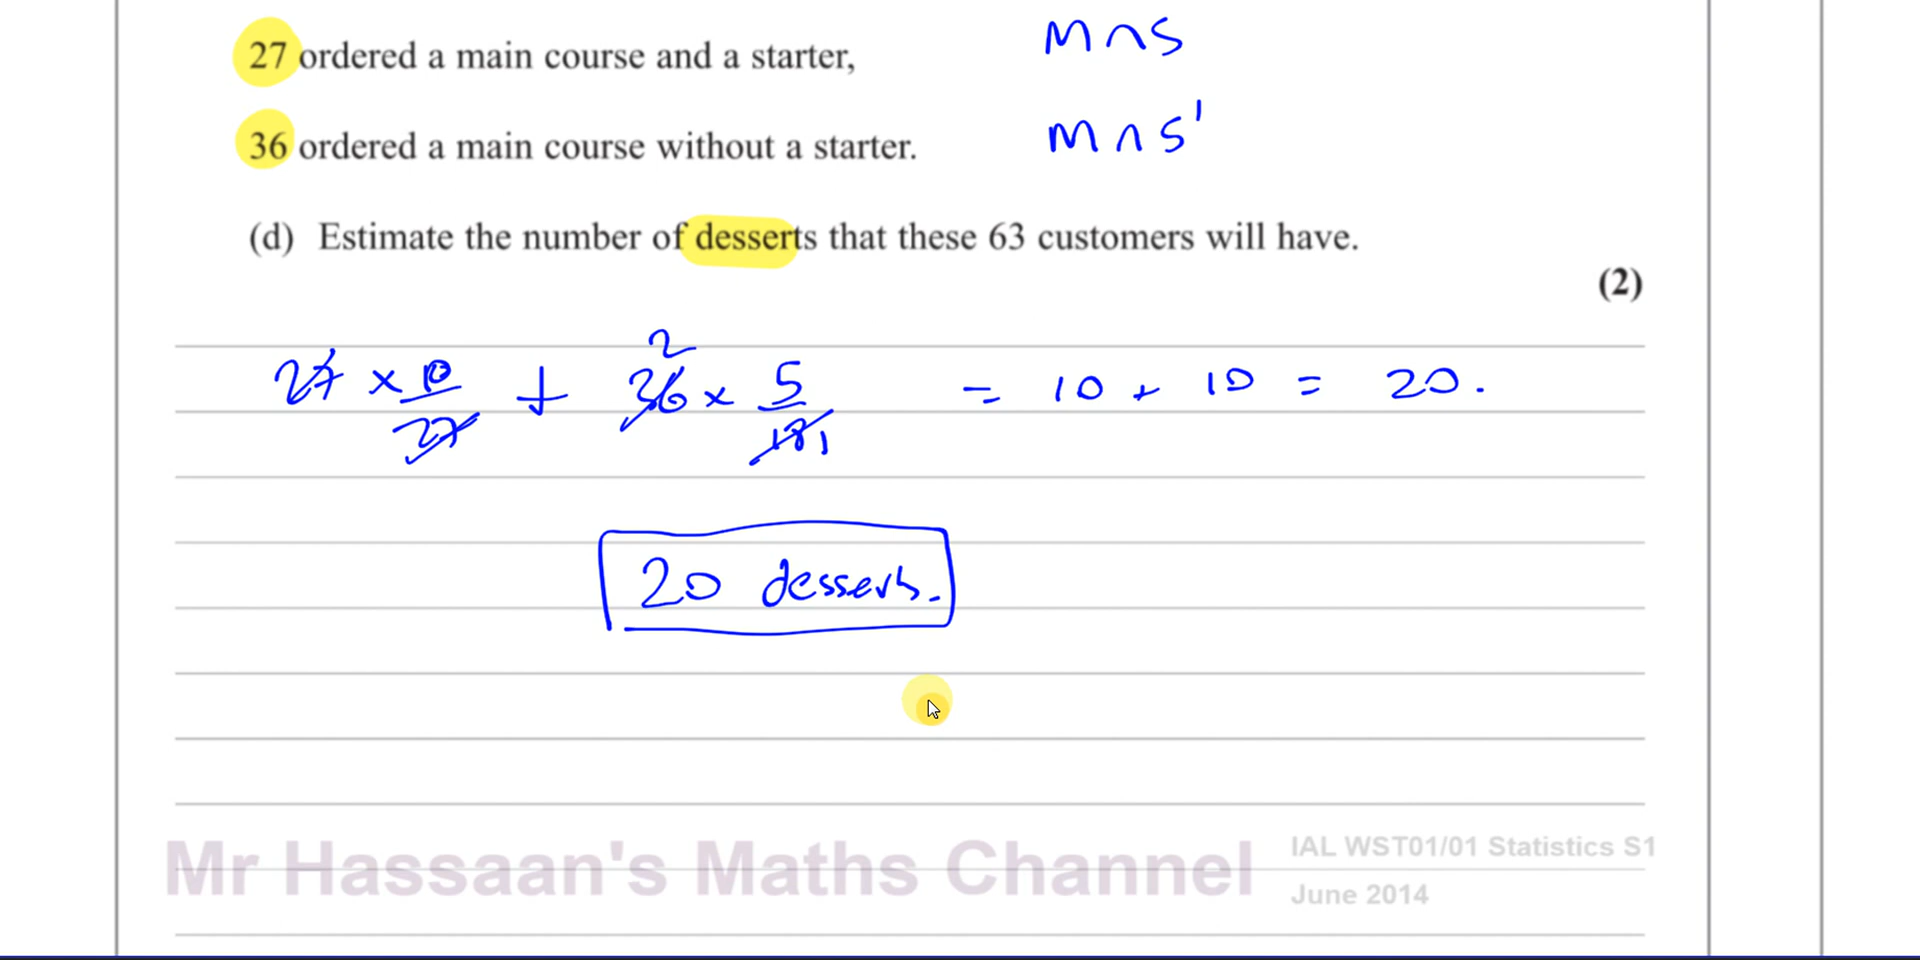 27 ordered a main course and a starter, M ∩ S
36 ordered a main course without a starter. M ∩ S'
(d) Estimate the number of desserts that these 63 customers will have.
(2)
27 × 10/27 + 36 × 5/18 = 10 + 10 = 20.
2
1
20 desserts.
Mr Hassaan's Maths Channel
IAL WST01/01 Statistics S1
June 2014